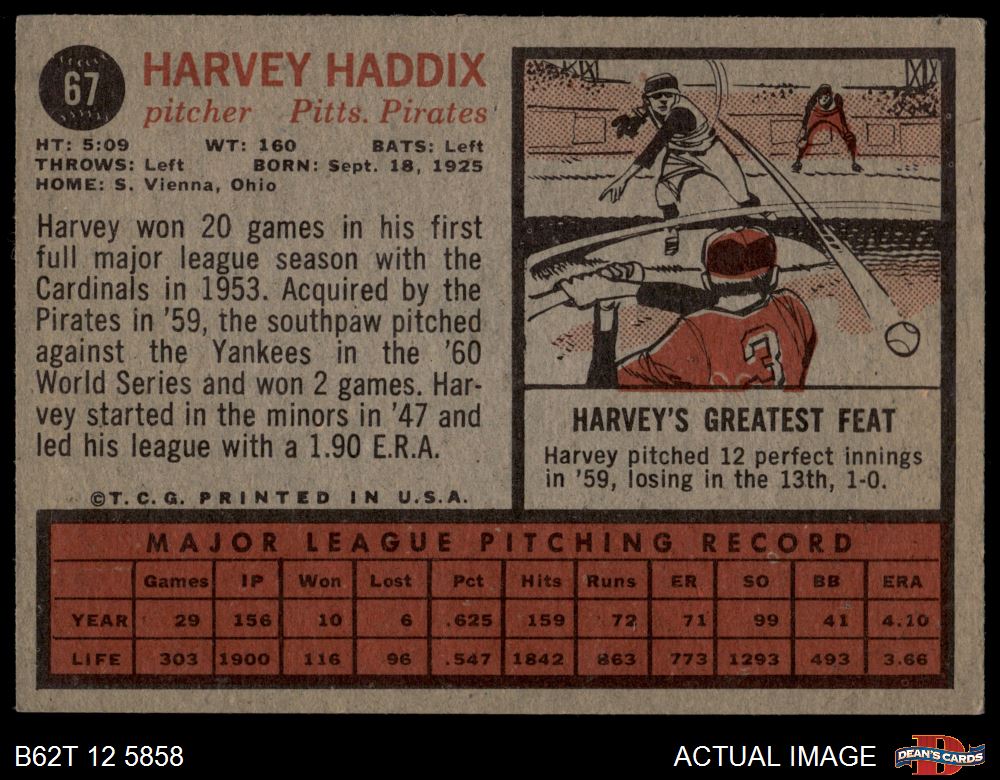 67
HARVEY HADDIX
pitcher Pitts. Pirates
HT: 5:09 WT: 160 BATS: Left
THROWS: Left BORN: Sept. 18, 1925
HOME: S. Vienna, Ohio
Harvey won 20 games in his first
full major league season with the
Cardinals in 1953. Acquired by the
Pirates in '59, the southpaw pitched
against the Yankees in the '60
World Series and won 2 games. Har-
vey started in the minors in '47 and
led his league with a 1.90 E.R.A.
©T.C.G. PRINTED IN U.S.A.
3
HARVEY'S GREATEST FEAT
Harvey pitched 12 perfect innings
in '59, losing in the 13th, 1-0.
MAJOR LEAGUE PITCHING RECORD
Games IP Won Lost Pct Hits Runs ER SO BB ERA
YEAR 29 156 10 6 .625 159 72 71 99 41 4.10
LIFE 303 1900 116 96 .547 1842 863 773 1293 493 3.66
B62T 12 5858 ACTUAL IMAGE DEAN'S CARDS